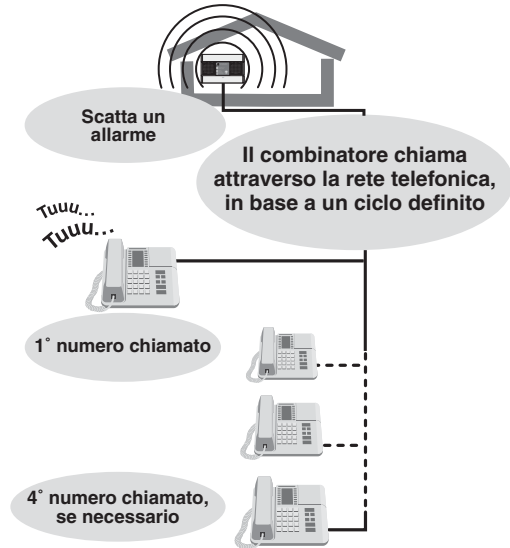 Scatta un
allarme
Il combinatore chiama
attraverso la rete telefonica,
in base a un ciclo definito
Tuuu...
Tuuu...
1° numero chiamato
4° numero chiamato,
se necessario